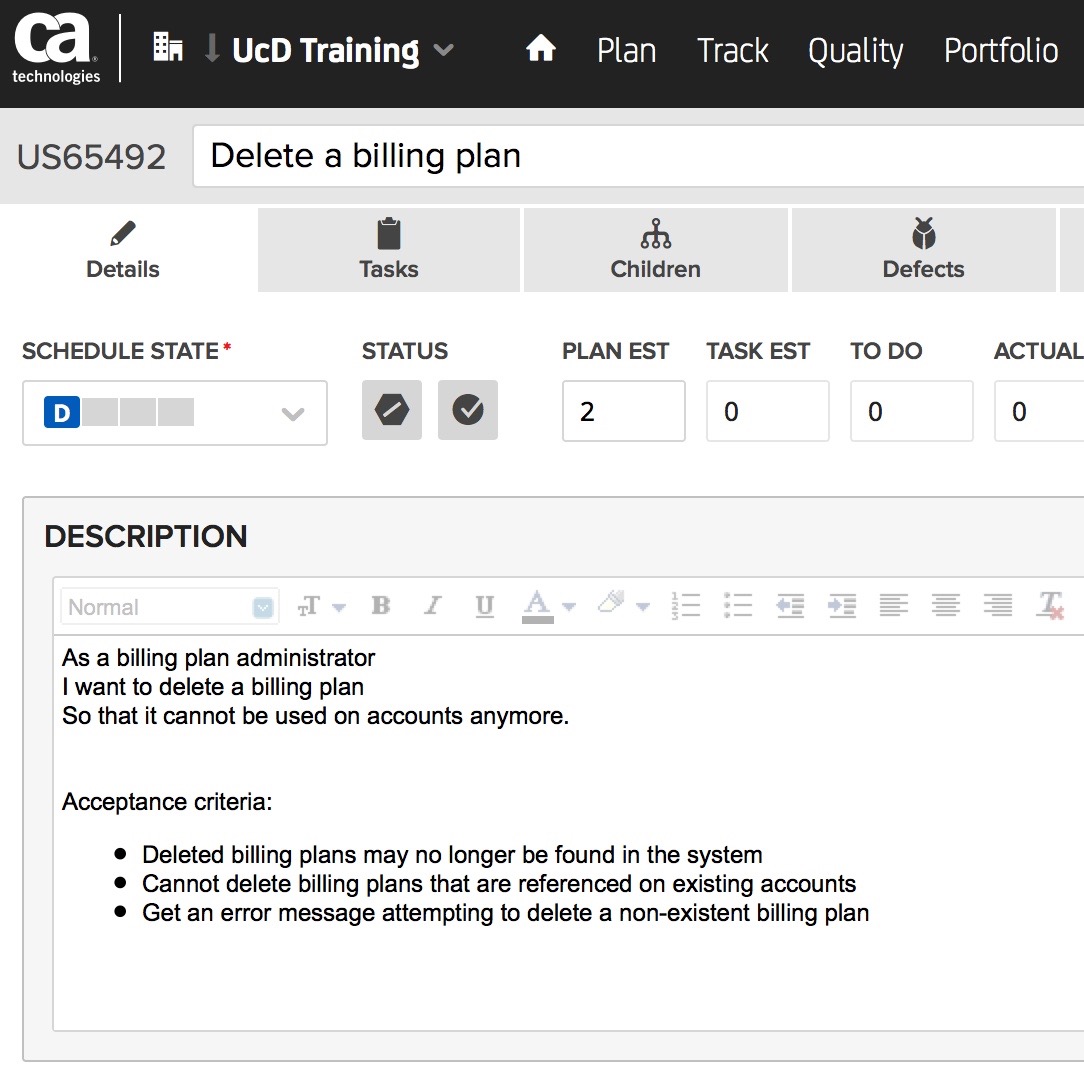 ca
technologies
UcD Training
Plan
Track
Quality
Portfolio
US65492
Delete a billing plan
Details
Tasks
Children
Defects
SCHEDULE STATE*
STATUS
PLAN EST
TASK EST
TO DO
ACTUAL
D
2
0
0
0
DESCRIPTION
Normal
As a billing plan administrator
I want to delete a billing plan
So that it cannot be used on accounts anymore.
Acceptance criteria:
• Deleted billing plans may no longer be found in the system
• Cannot delete billing plans that are referenced on existing accounts
• Get an error message attempting to delete a non-existent billing plan